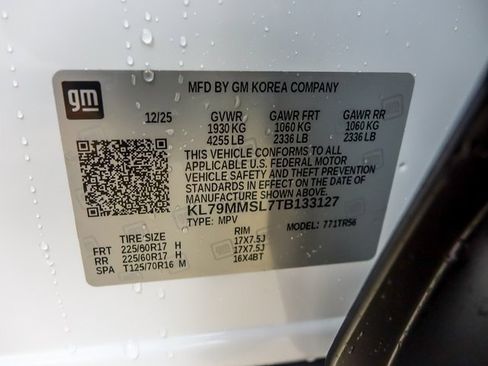 gm
MFD BY GM KOREA COMPANY
12/25 GVWR GAWR FRT GAWR RR
1930 KG 1060 KG 1060 KG
4255 LB 2336 LB 2336 LB
THIS VEHICLE CONFORMS TO ALL
APPLICABLE U.S. FEDERAL MOTOR
VEHICLE SAFETY AND THEFT PREVENTION
STANDARDS IN EFFECT ON THE DATE OF
MANUFACTURE SHOWN ABOVE.
KL79MMSL7TB133127
TYPE: MPV MODEL: 771TR56
TIRE SIZE RIM
FRT 225/60R17 H 17X7.5J
RR 225/60R17 H 17X7.5J
SPA T125/70R16 M 16X4BT